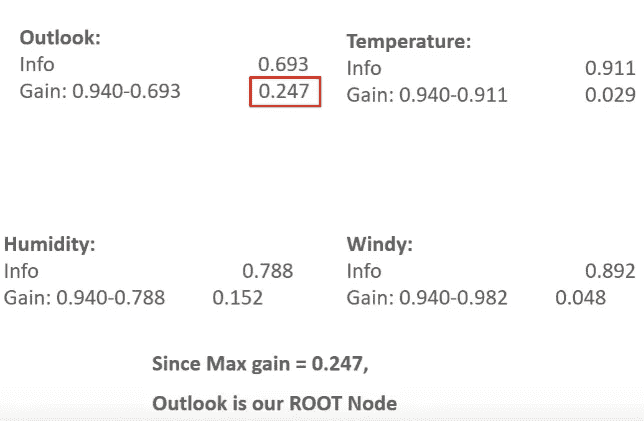 Outlook:
Info 0.693
Gain: 0.940-0.693 0.247
Temperature:
Info 0.911
Gain: 0.940-0.911 0.029
Humidity:
Info 0.788
Gain: 0.940-0.788 0.152
Windy:
Info 0.892
Gain: 0.940-0.982 0.048
Since Max gain = 0.247,
Outlook is our ROOT Node